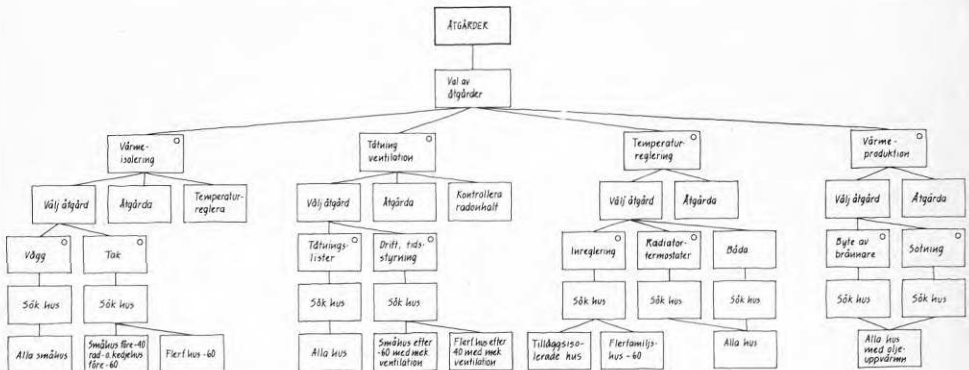 ÅTGÄRDER
Val av
åtgärder
Värme-
isolering
Tätning
ventilation
Temperatur-
reglering
Värme-
produktion
Välj åtgärd
Åtgärda
Temperatur-
reglera
Välj åtgärd
Åtgärda
Kontrollera
radonhalt
Välj åtgärd
Åtgärda
Välj åtgärd
Åtgärda
Vägg
Tak
Tätnings-
lister
Drift, tids-
styrning
Inreglering
Radiator-
termostater
Båda
Byte av
brännare
Sotning
Sök hus
Sök hus
Sök hus
Sök hus
Sök hus
Sök hus
Sök hus
Sök hus
Sök hus
Alla småhus
Småhus före -40
rad- o. kedjehus
före -60
Flerf hus -60
Alla hus
Småhus efter
-60 med mek
ventilation
Flerf hus efter
40 med mek
ventilation
Tilläggsiso-
lerade hus
Flerfamiljs-
hus -60
Alla hus
Alla hus
med olje-
uppvärmn